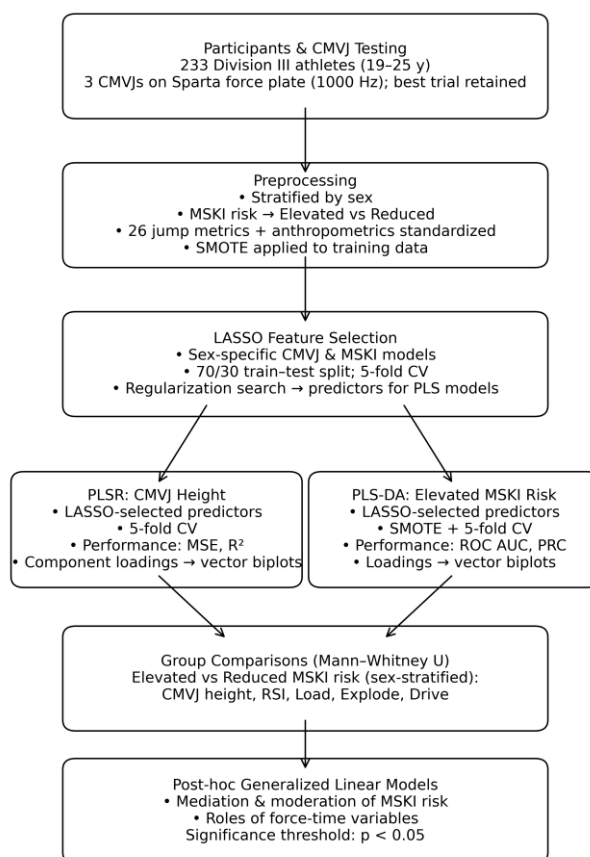 Participants & CMVJ Testing
233 Division III athletes (19–25 y)
3 CMVJs on Sparta force plate (1000 Hz); best trial retained
Preprocessing
• Stratified by sex
• MSKI risk → Elevated vs Reduced
• 26 jump metrics + anthropometrics standardized
• SMOTE applied to training data
LASSO Feature Selection
• Sex-specific CMVJ & MSKI models
• 70/30 train–test split; 5-fold CV
• Regularization search → predictors for PLS models
PLSR: CMVJ Height
• LASSO-selected predictors
• 5-fold CV
• Performance: MSE, R²
• Component loadings → vector biplots
PLS-DA: Elevated MSKI Risk
• LASSO-selected predictors
• SMOTE + 5-fold CV
• Performance: ROC AUC, PRC
• Loadings → vector biplots
Group Comparisons (Mann–Whitney U)
Elevated vs Reduced MSKI risk (sex-stratified):
CMVJ height, RSI, Load, Explode, Drive
Post-hoc Generalized Linear Models
• Mediation & moderation of MSKI risk
• Roles of force-time variables
Significance threshold: p < 0.05